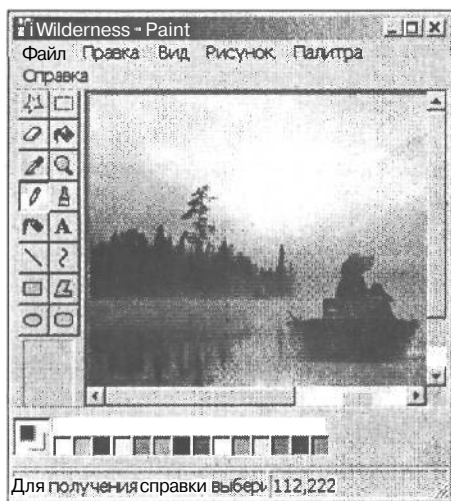 Wilderness - Paint
Файл Правка Вид Рисунок Палитра
Справка
A
Для получения справки выбери 112,222